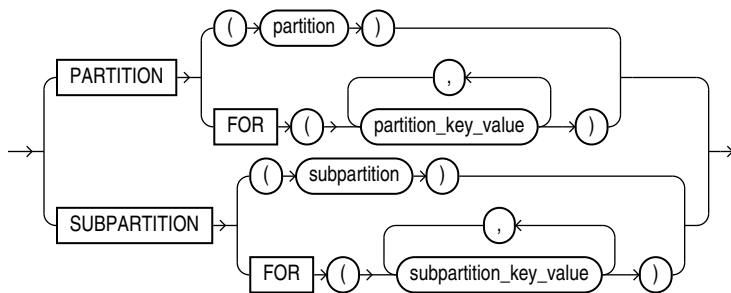 ( partition )
PARTITION
,
FOR ( partition_key_value )
( subpartition )
SUBPARTITION
,
FOR ( subpartition_key_value )